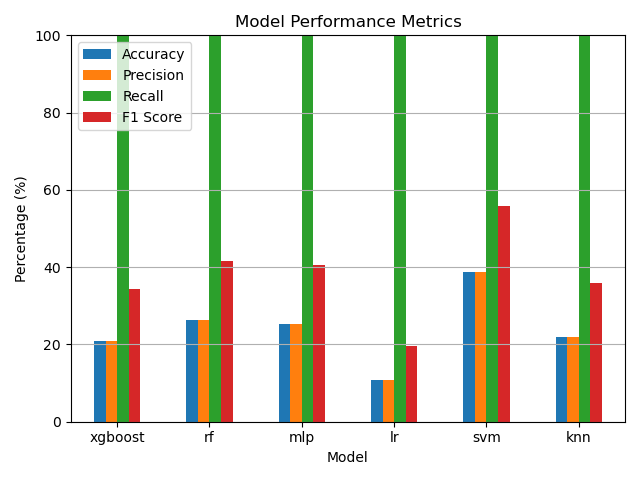 Model Performance Metrics
100
80
60
40
20
0
Percentage (%)
Accuracy
Precision
Recall
F1 Score
xgboost rf mlp lr svm knn
Model